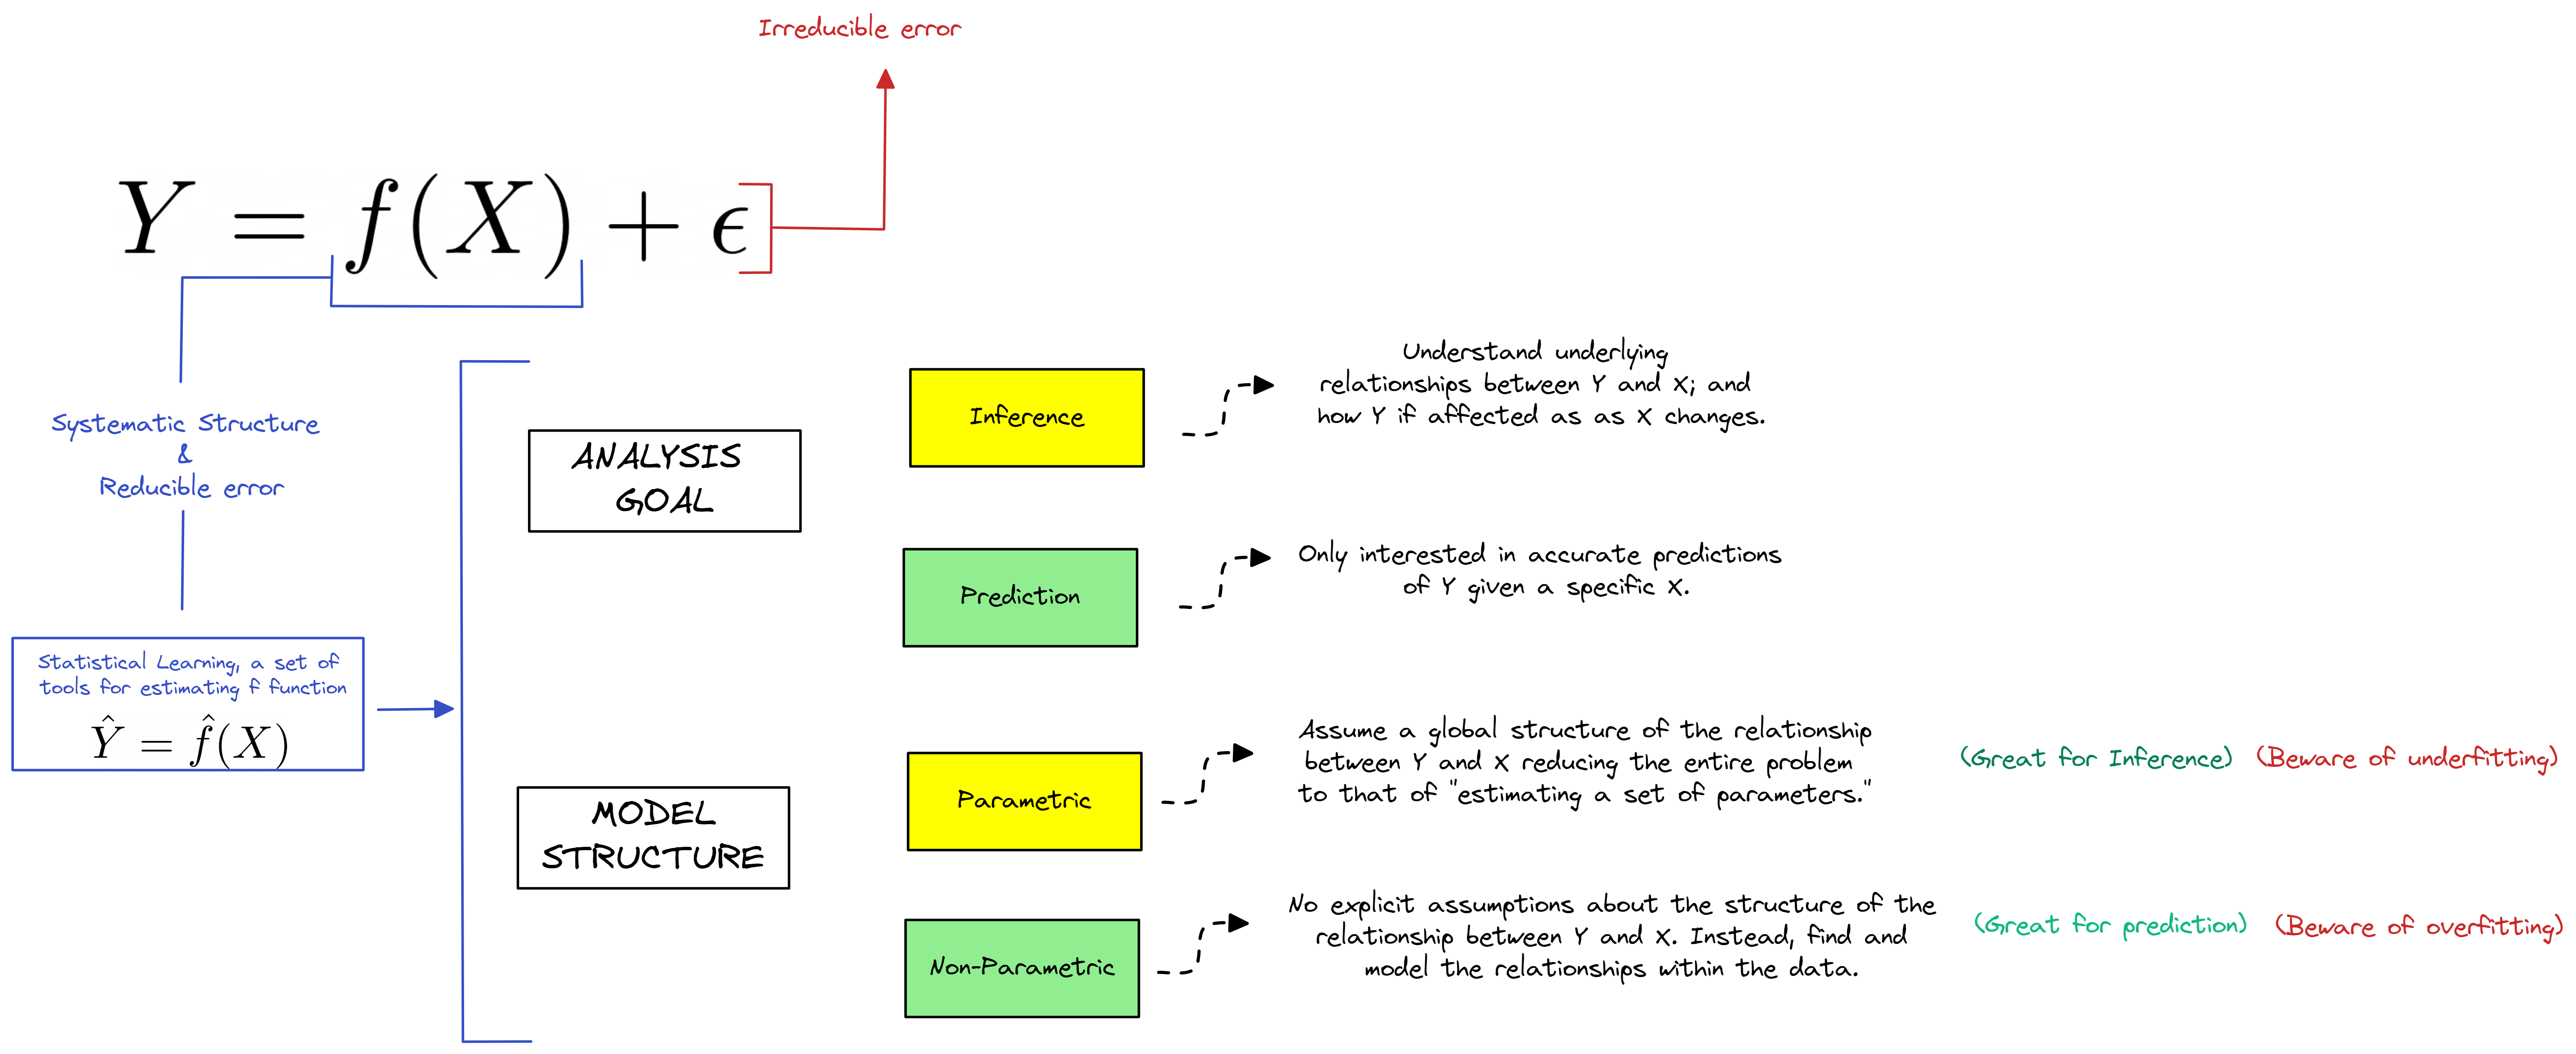 Irreducible error
Y = f(X) + ϵ
Systematic Structure
&
Reducible error
Statistical Learning, a set of
tools for estimating f function
Ŷ = f̂(X)
ANALYSIS
GOAL
Inference
Understand underlying
relationships between Y and X; and
how Y if affected as as X changes.
Prediction
Only interested in accurate predictions
of Y given a specific X.
MODEL
STRUCTURE
Parametric
Assume a global structure of the relationship
between Y and X reducing the entire problem
to that of "estimating a set of parameters."
(Great for Inference) (Beware of underfitting)
Non-Parametric
No explicit assumptions about the structure of the
relationship between Y and X. Instead, find and
model the relationships within the data.
(Great for prediction) (Beware of overfitting)